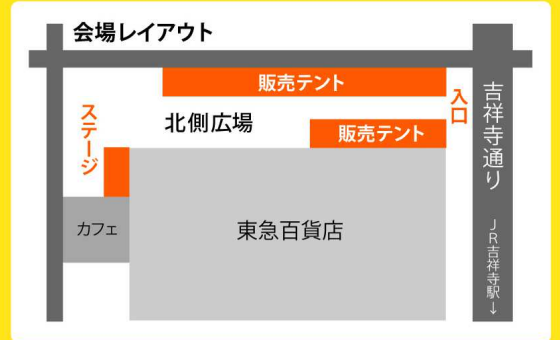 会場レイアウト
販売テント
入口
吉祥寺通り
ステージ
北側広場
販売テント
カフェ
東急百貨店
JR吉祥寺駅↓